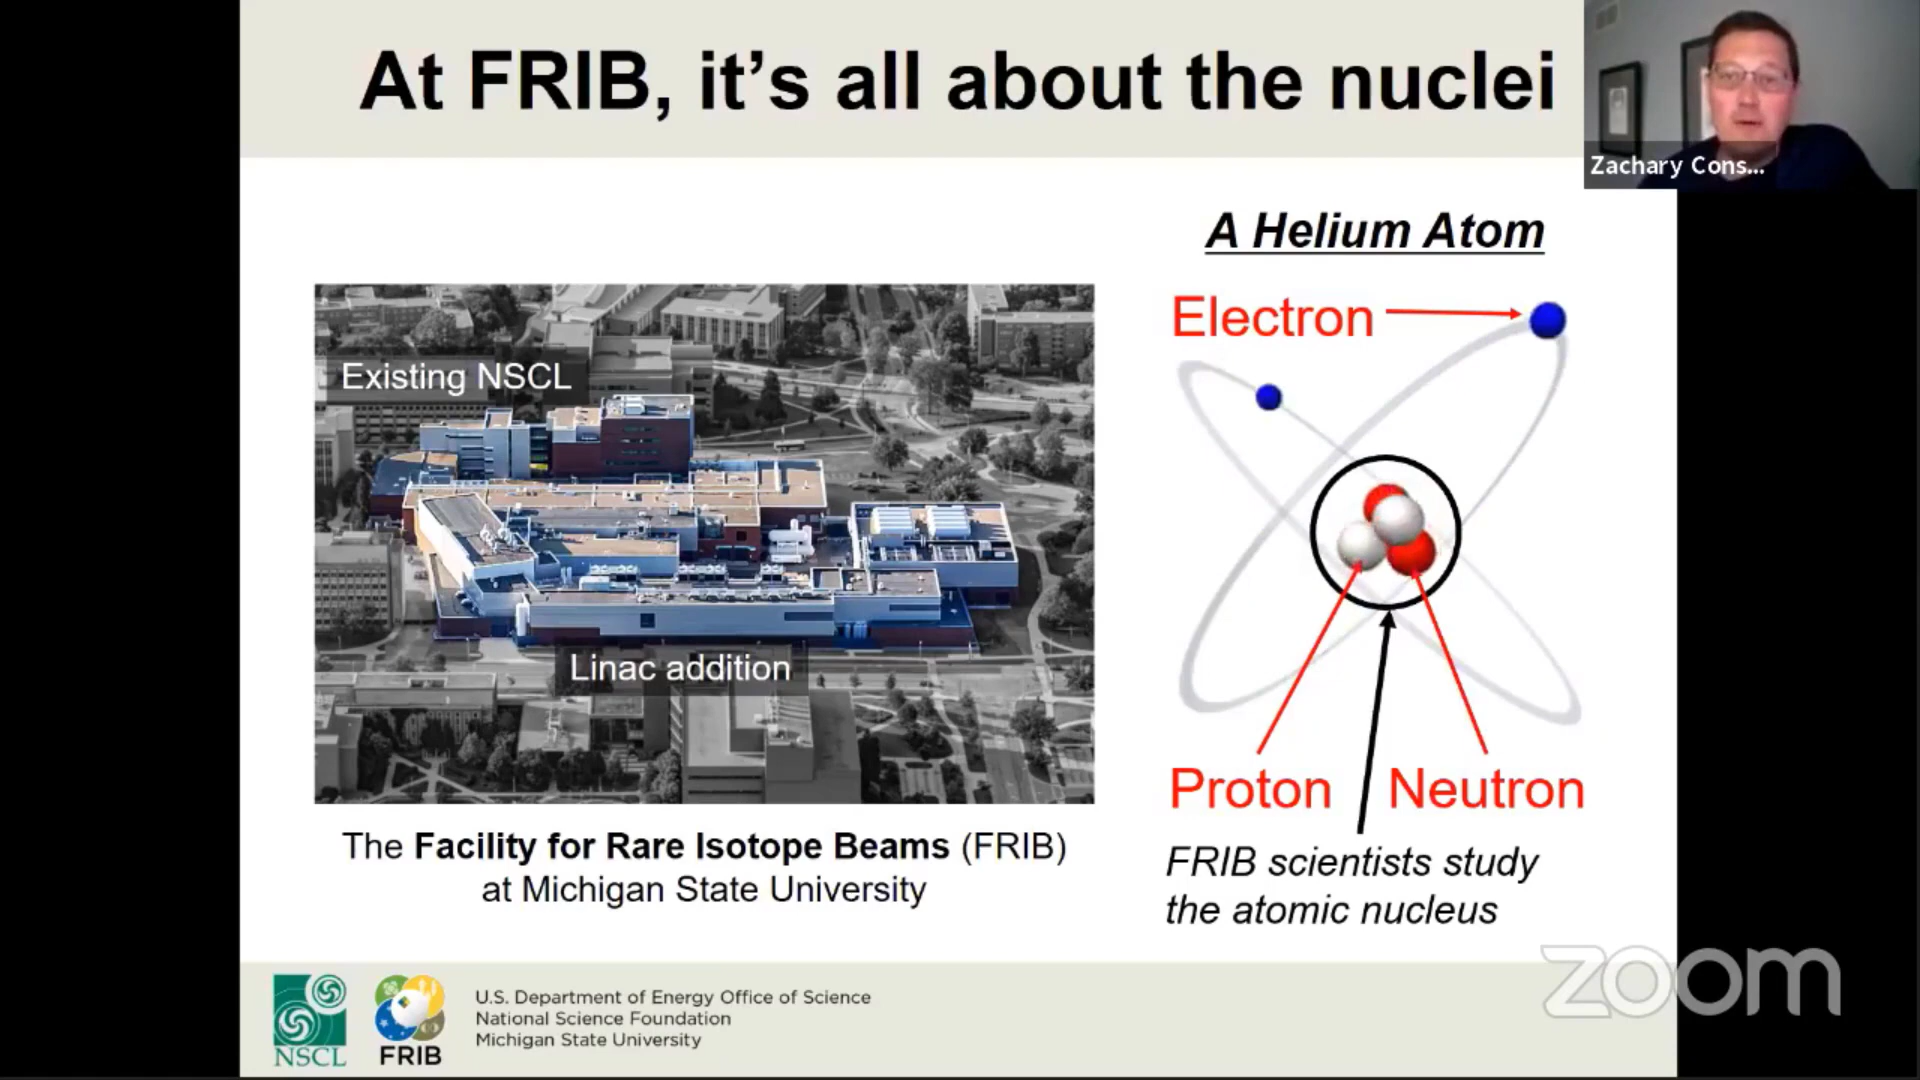 At FRIB, it's all about the nuclei
Zachary Cons...
A Helium Atom
Electron
Existing NSCL
Linac addition
Proton
Neutron
The Facility for Rare Isotope Beams (FRIB)
at Michigan State University
FRIB scientists study
the atomic nucleus
NSCL
FRIB
U.S. Department of Energy Office of Science
National Science Foundation
Michigan State University
zoom